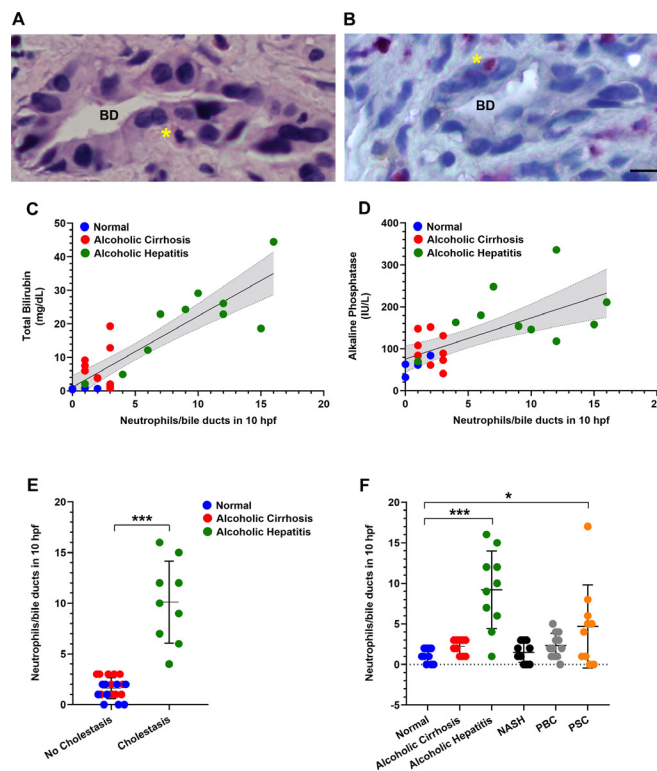 A
B
BD
*
BD
*
C
D
Normal
Alcoholic Cirrhosis
Alcoholic Hepatitis
50
40
30
20
10
0
Total Bilirubin
(mg/dL)
0
5
10
15
20
Neutrophils/bile ducts in 10 hpf
Normal
Alcoholic Cirrhosis
Alcoholic Hepatitis
400
300
200
100
0
Alkaline Phosphatase
(IU/L)
0
5
10
15
20
Neutrophils/bile ducts in 10 hpf
E
***
Normal
Alcoholic Cirrhosis
Alcoholic Hepatitis
20
15
10
5
0
Neutrophils/bile ducts in 10 hpf
No Cholestasis
Cholestasis
F
*
***
20
15
10
5
0
-5
Neutrophils/bile ducts in 10 hpf
Normal
Alcoholic Cirrhosis
Alcoholic Hepatitis
NASH
PBC
PSC